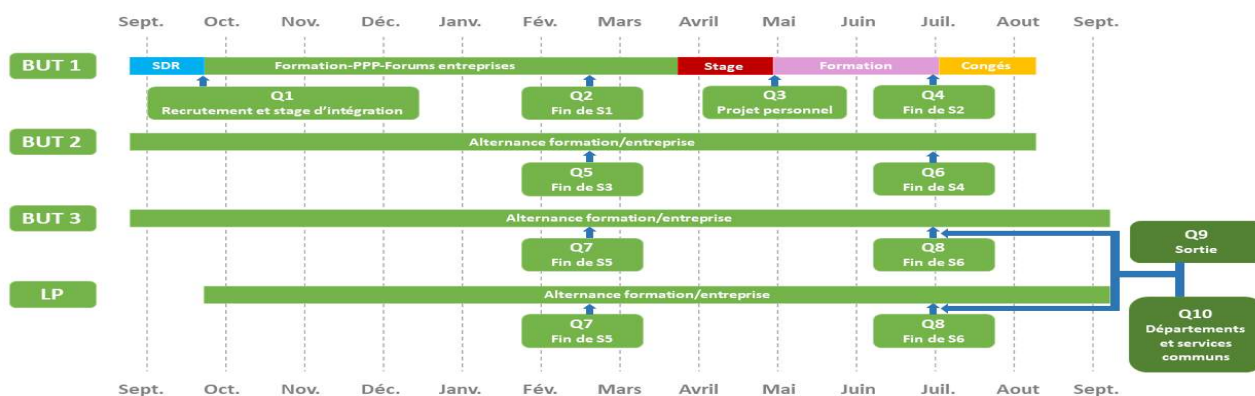 Sept. Oct. Nov. Déc. Janv. Fév. Mars Avril Mai Juin Juil. Aout Sept.
BUT 1
SDR
Formation-PPP-Forums entreprises
Stage
Formation
Congés
Q1
Recrutement et stage d'intégration
Q2
Fin de S1
Q3
Projet personnel
Q4
Fin de S2
BUT 2
Alternance formation/entreprise
Q5
Fin de S3
Q6
Fin de S4
BUT 3
Alternance formation/entreprise
Q7
Fin de S5
Q8
Fin de S6
Q9
Sortie
LP
Alternance formation/entreprise
Q7
Fin de S5
Q8
Fin de S6
Q10
Départements
et services
communs
Sept. Oct. Nov. Déc. Janv. Fév. Mars Avril Mai Juin Juil. Aout Sept.